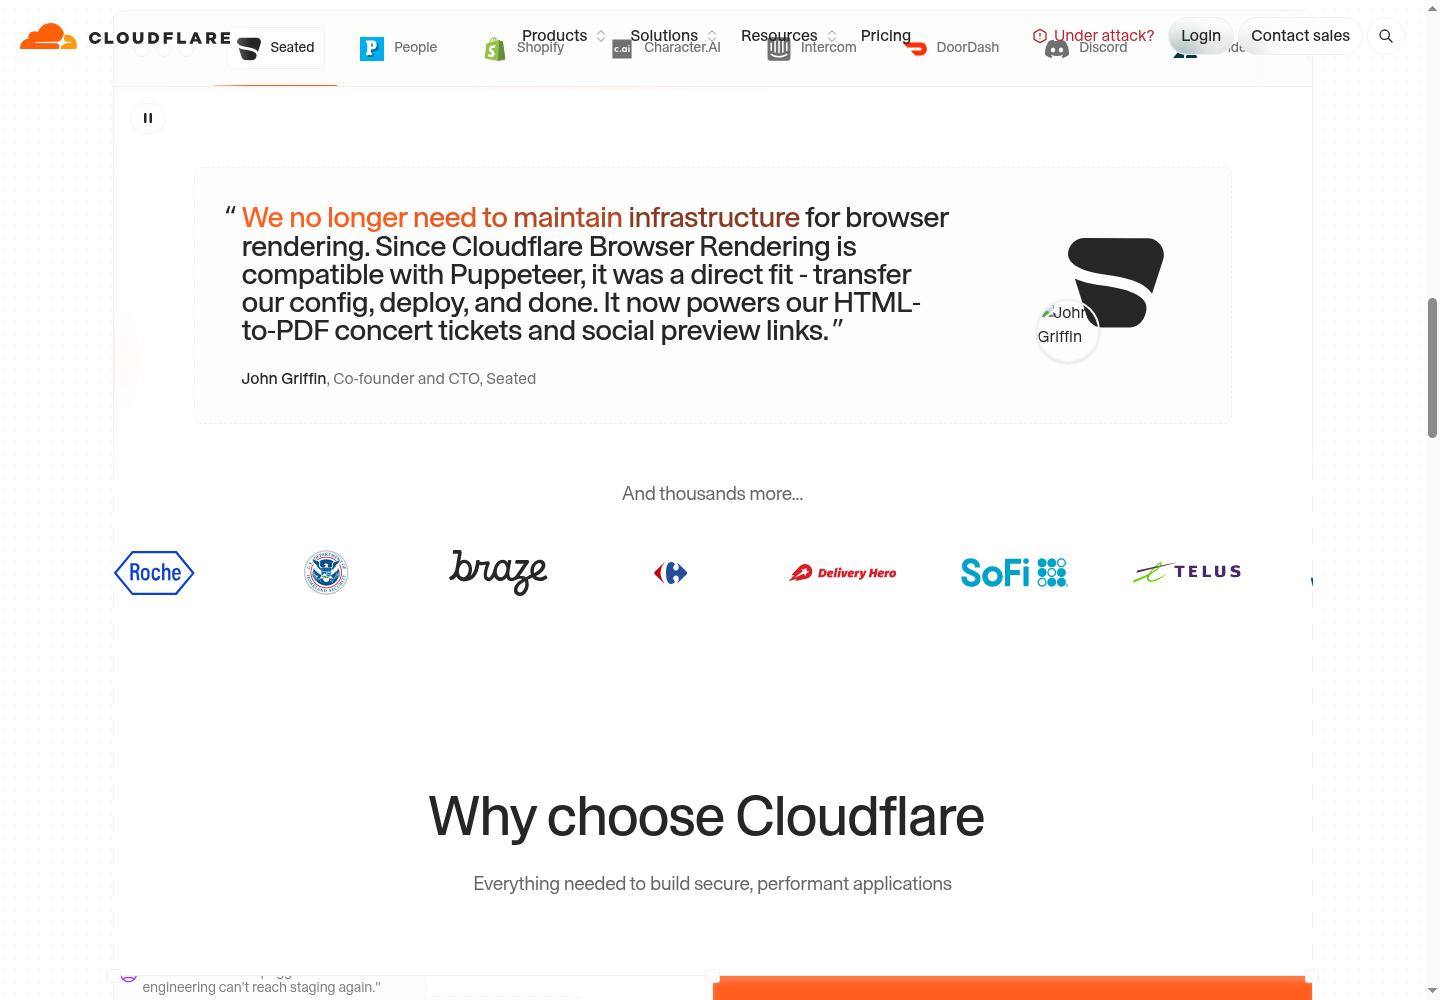 CLOUDFLARE
Products
Solutions
Resources
Pricing
Under attack?
Login
Contact sales
Seated
People
Shopify
c.ai Character.AI
Intercom
DoorDash
Discord
“ We no longer need to maintain infrastructure for browser
rendering. Since Cloudflare Browser Rendering is
compatible with Puppeteer, it was a direct fit - transfer
our config, deploy, and done. It now powers our HTML-
to-PDF concert tickets and social preview links. ”
John Griffin
John Griffin, Co-founder and CTO, Seated
And thousands more...
Roche
braze
Delivery Hero
SoFi
TELUS
Why choose Cloudflare
Everything needed to build secure, performant applications
engineering can't reach staging again."